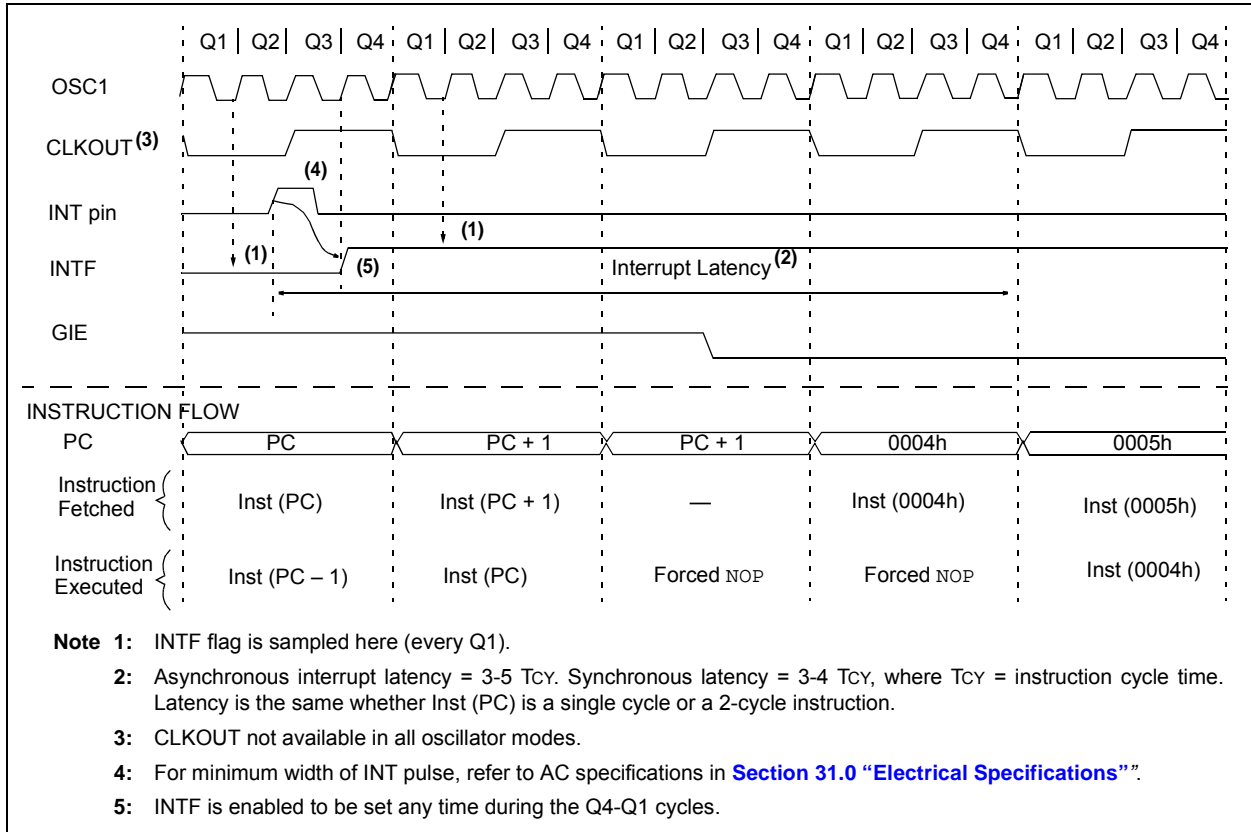 Q1 Q2 Q3 Q4 Q1 Q2 Q3 Q4 Q1 Q2 Q3 Q4 Q1 Q2 Q3 Q4 Q1 Q2 Q3 Q4
OSC1
CLKOUT (3)
(4)
INT pin
(1)
(1)
INTF
(5)
Interrupt Latency (2)
GIE
INSTRUCTION FLOW
PC PC PC + 1 PC + 1 0004h 0005h
Instruction
Fetched
Inst (PC) Inst (PC + 1) — Inst (0004h) Inst (0005h)
Instruction
Executed
Inst (PC – 1) Inst (PC) Forced NOP Forced NOP Inst (0004h)
Note 1: INTF flag is sampled here (every Q1).
2: Asynchronous interrupt latency = 3-5 TCY. Synchronous latency = 3-4 TCY, where TCY = instruction cycle time.
Latency is the same whether Inst (PC) is a single cycle or a 2-cycle instruction.
3: CLKOUT not available in all oscillator modes.
4: For minimum width of INT pulse, refer to AC specifications in Section 31.0 “Electrical Specifications””.
5: INTF is enabled to be set any time during the Q4-Q1 cycles.